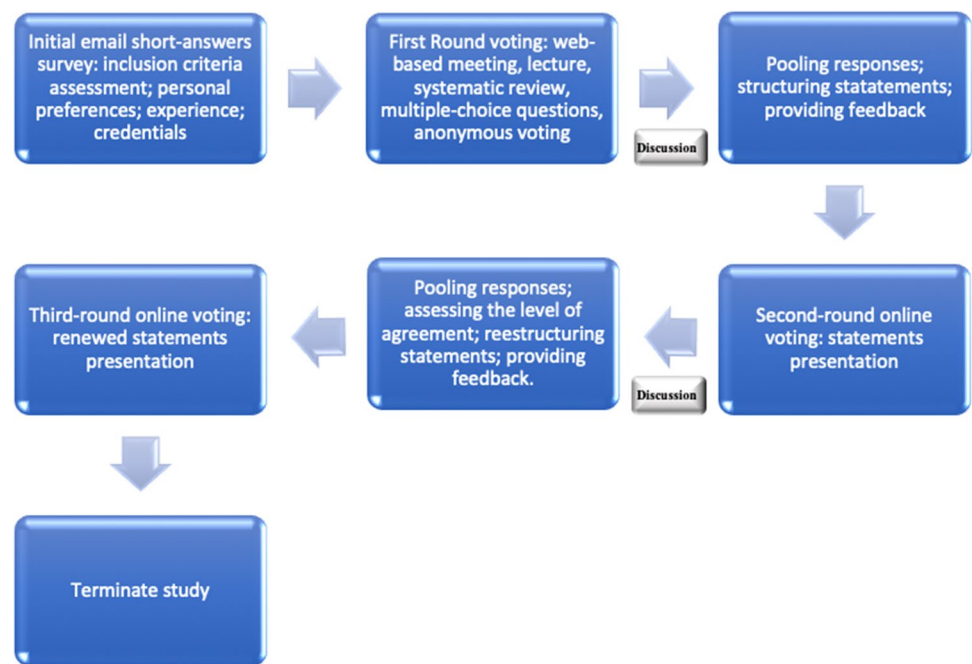 Initial email short-answers
survey: inclusion criteria
assessment; personal
preferences; experience;
credentials
First Round voting: web-
based meeting, lecture,
systematic review,
multiple-choice questions,
anonymous voting
Discussion
Pooling responses;
structuring statatements;
providing feedback
Second-round online
voting: statements
presentation
Discussion
Pooling responses;
assessing the level of
agreement; reestructuring
statements; providing
feedback.
Third-round online voting:
renewed statements
presentation
Terminate study